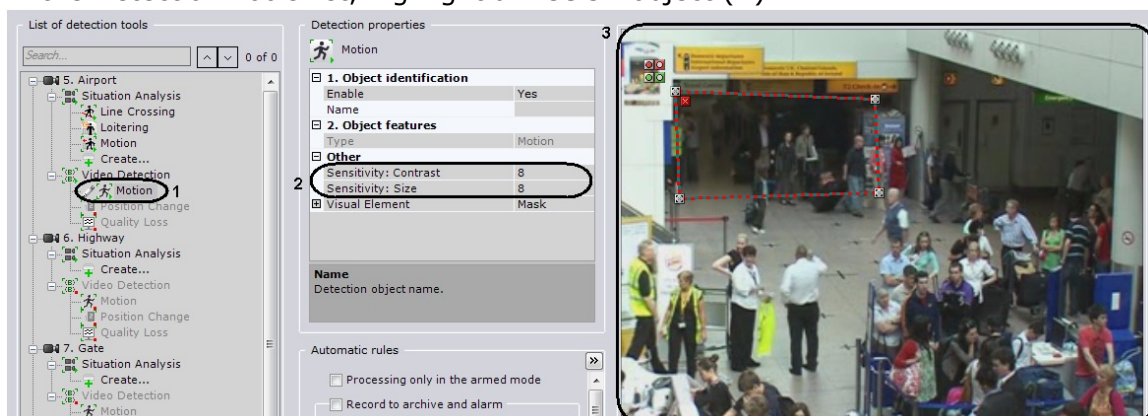 List of detection tools
Search...
0 of 0
5. Airport
Situation Analysis
Line Crossing
Loitering
Motion
Create...
Video Detection
Motion
1
Position Change
Quality Loss
6. Highway
Situation Analysis
Create...
Video Detection
Motion
Position Change
Quality Loss
7. Gate
Situation Analysis
Create...
Video Detection
Motion
Detection properties
Motion
1. Object identification
Enable Yes
Name
2. Object features
Type Motion
Other
2
Sensitivity: Contrast 8
Sensitivity: Size 8
Visual Element Mask
Name
Detection object name.
Automatic rules
Processing only in the armed mode
Record to archive and alarm
3